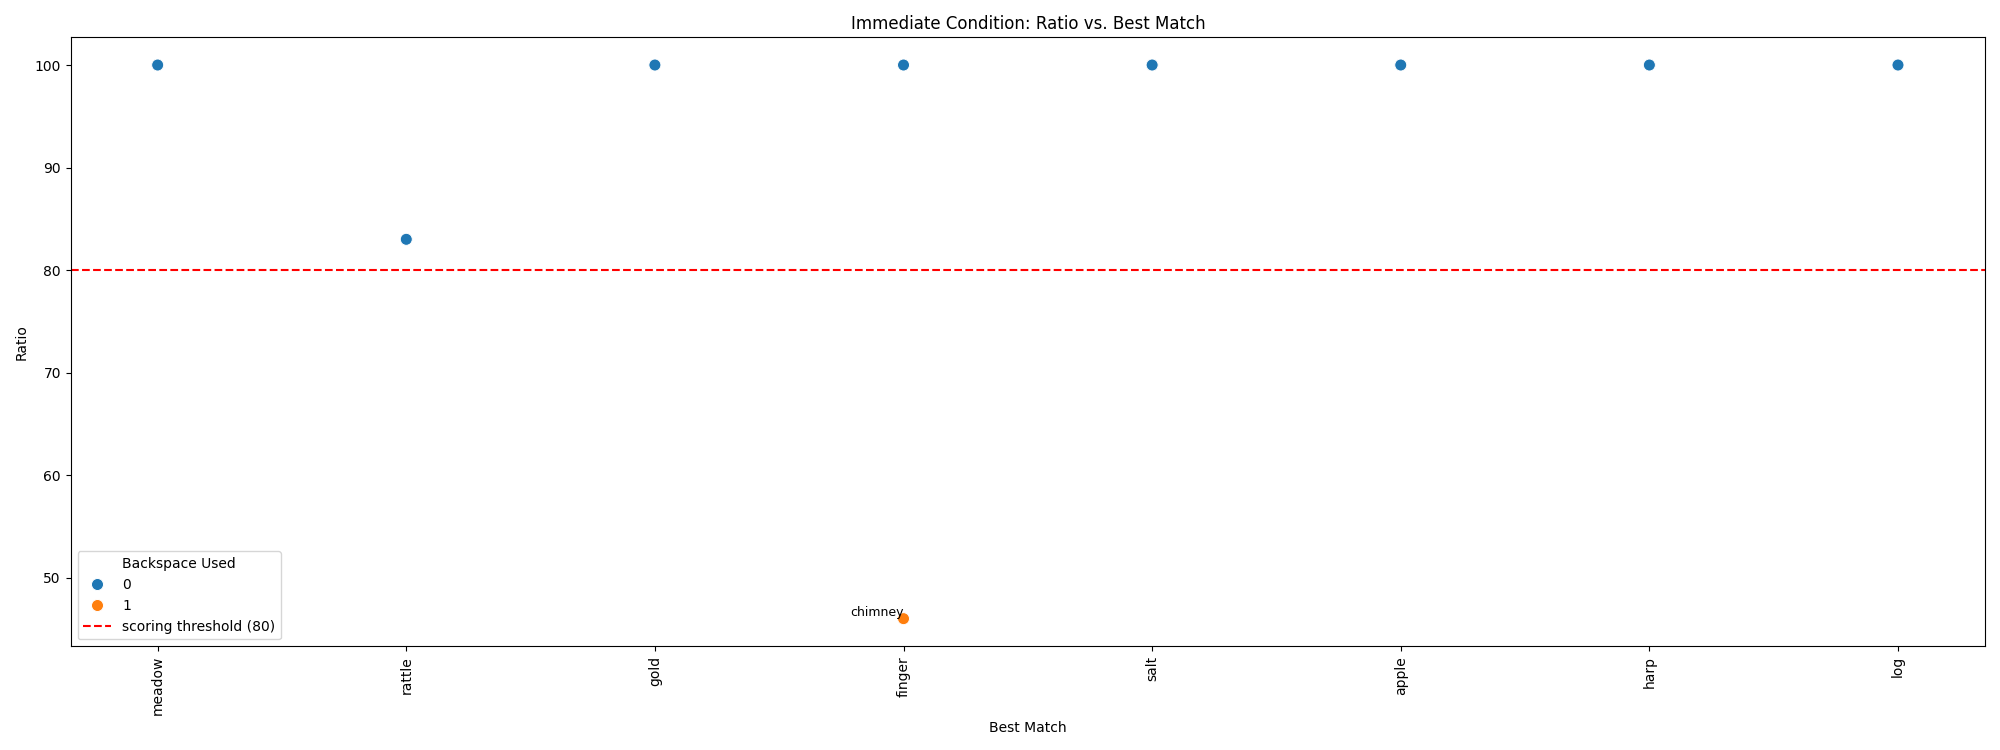 Immediate Condition: Ratio vs. Best Match
Ratio
100
90
80
70
60
50
chimney
Backspace Used
0
1
scoring threshold (80)
meadow
rattle
gold
finger
salt
apple
harp
log
Best Match